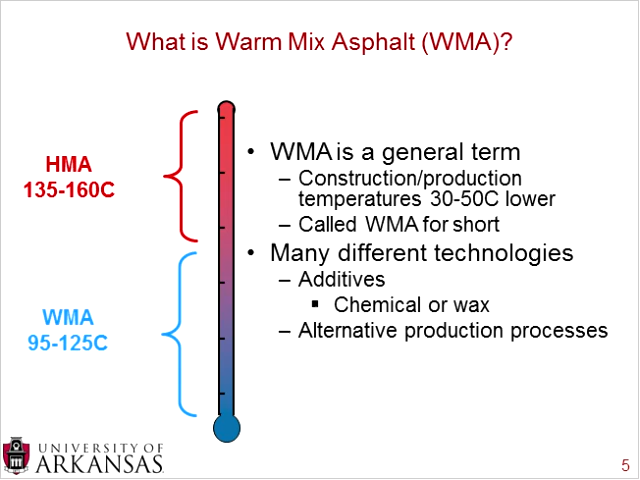 What is Warm Mix Asphalt (WMA)?
HMA
135-160C
WMA
95-125C
• WMA is a general term
– Construction/production
temperatures 30-50C lower
– Called WMA for short
• Many different technologies
– Additives
▪ Chemical or wax
– Alternative production processes
UNIVERSITY OF
ARKANSAS
5